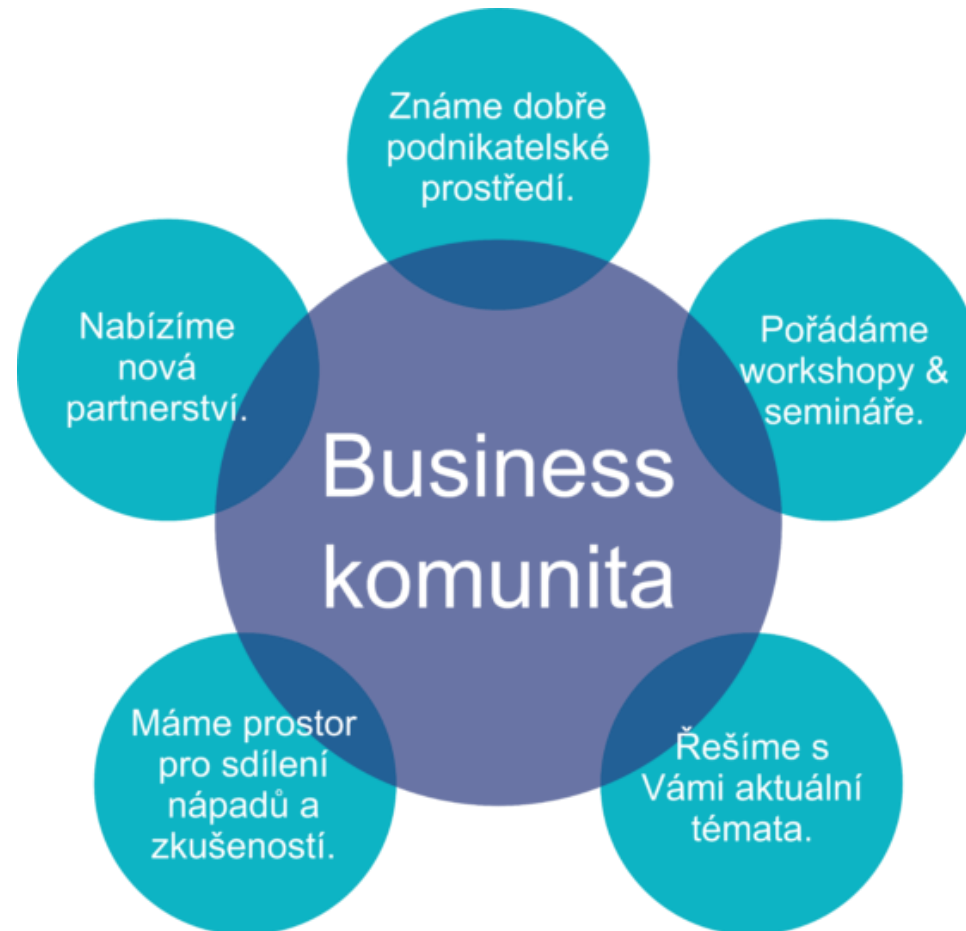 Známe dobře
podnikatelské
prostředí.
Nabízíme
nová
partnerství.
Pořádáme
workshopy &
semináře.
Business
komunita
Máme prostor
pro sdílení
nápadů a
zkušeností.
Řešíme s
Vámi aktuální
témata.